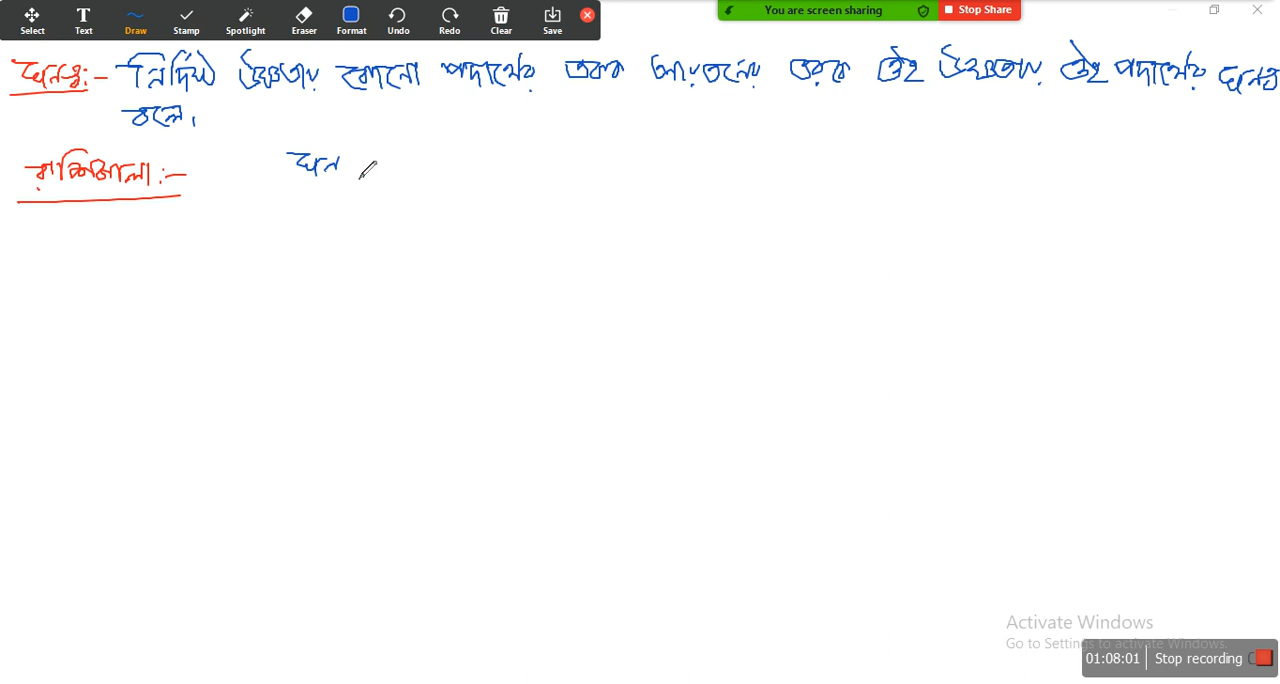 Select Text Draw Stamp Spotlight Eraser Format Undo Redo Clear Save
You are screen sharing Stop Share
ঘনত্ব:- নির্দিষ্ট উষ্ণতায় কোনো পদার্থের একক আয়তনের ভরকে ঐই উষ্ণতায় ঐই পদার্থের ঘনত্ব
বলে।
রাশিমালা:- ঘন
Activate Windows
Go to Settings to activate Windows.
01:08:01 Stop recording